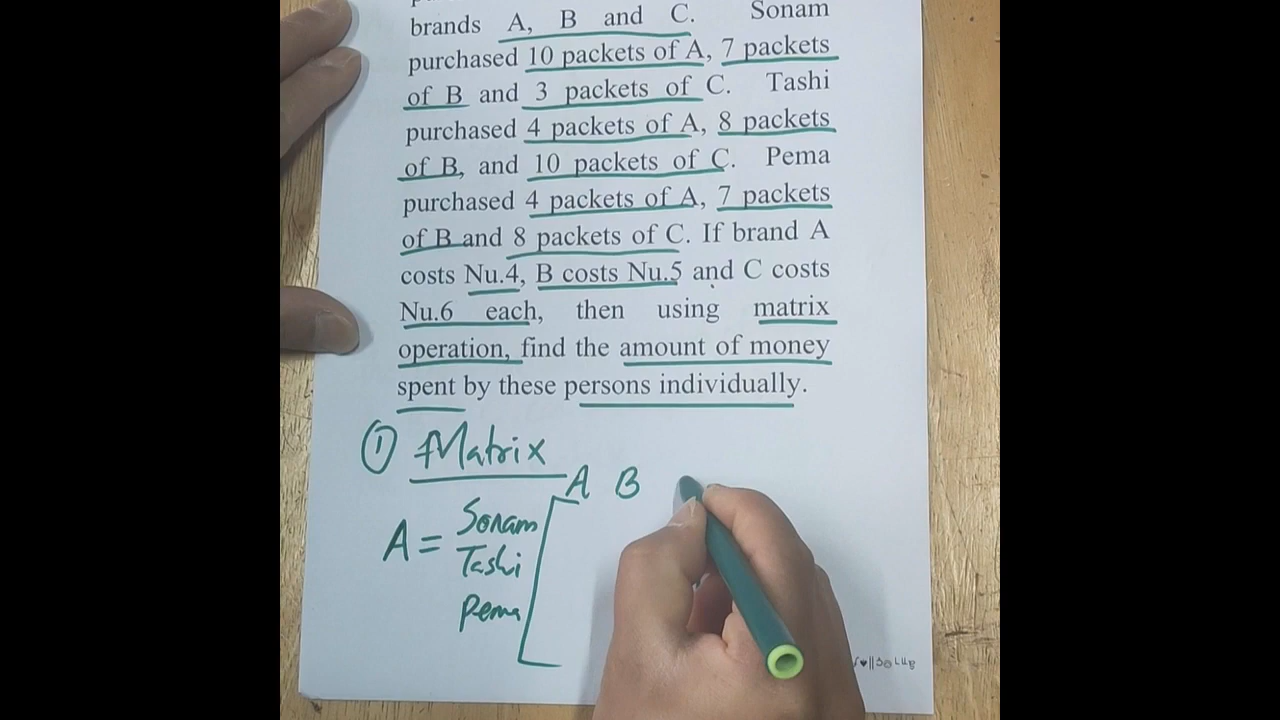 brands A, B and C. Sonam
purchased 10 packets of A, 7 packets
of B and 3 packets of C. Tashi
purchased 4 packets of A, 8 packets
of B, and 10 packets of C. Pema
purchased 4 packets of A, 7 packets
of B and 8 packets of C. If brand A
costs Nu.4, B costs Nu.5 and C costs
Nu.6 each, then using matrix
operation, find the amount of money
spent by these persons individually.
① Matrix
A B
A = Sonam
Tashi
Pema